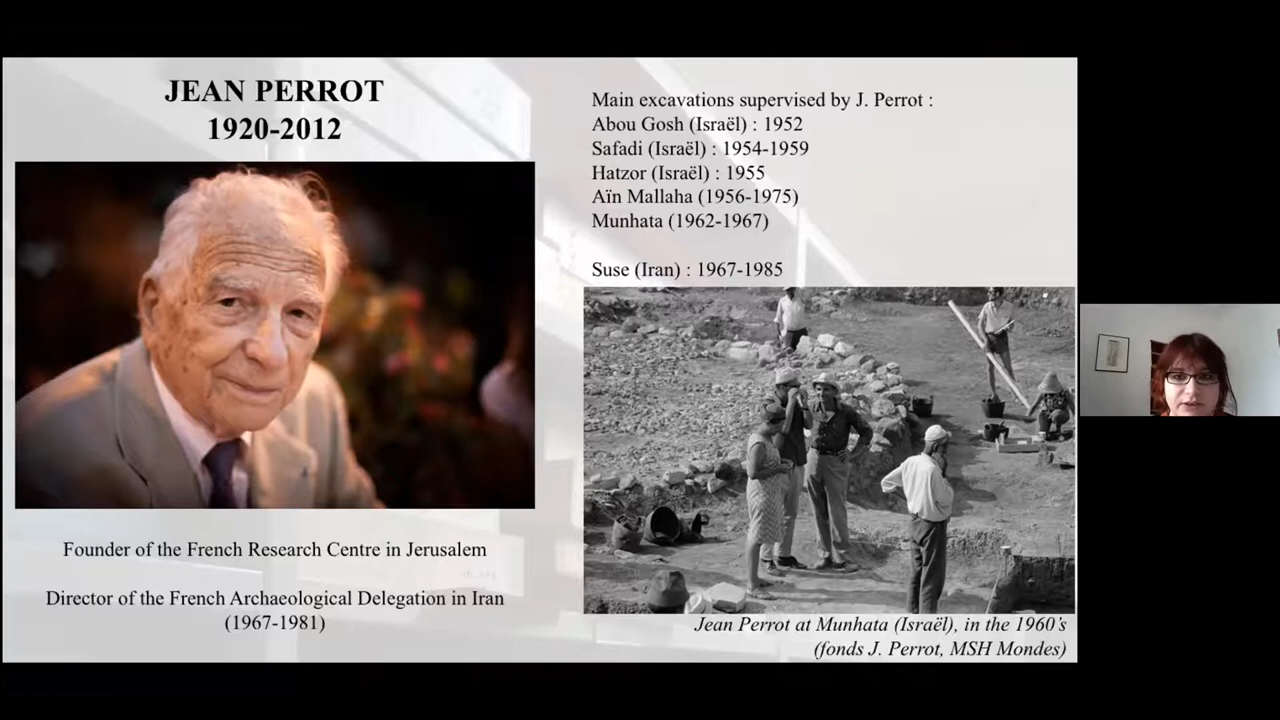 JEAN PERROT
1920-2012
Founder of the French Research Centre in Jerusalem
Director of the French Archaeological Delegation in Iran
(1967-1981)
Main excavations supervised by J. Perrot :
Abou Gosh (Israël) : 1952
Safadi (Israël) : 1954-1959
Hatzor (Israël) : 1955
Aïn Mallaha (1956-1975)
Munhata (1962-1967)
Suse (Iran) : 1967-1985
Jean Perrot at Munhata (Israël), in the 1960's
(fonds J. Perrot, MSH Mondes)